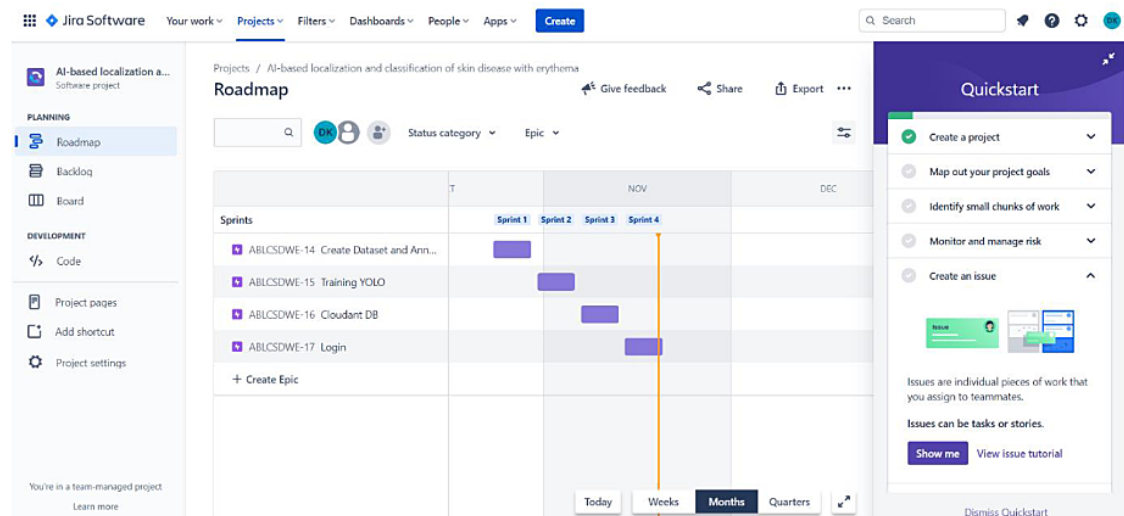 Jira Software Your work Projects Filters Dashboards People Apps Create Search DK
AI-based localization a...
Software project
PLANNING
Roadmap
Backlog
Board
DEVELOPMENT
Code
Project pages
Add shortcut
Project settings
You're in a team-managed project
Learn more
Projects / AI-based localization and classification of skin disease with erythema
Roadmap
Give feedback Share Export
DK Status category Epic
T NOV DEC
Sprints Sprint 1 Sprint 2 Sprint 3 Sprint 4
ABLCSDWE-14 Create Dataset and Ann...
ABLCSDWE-15 Training YOLO
ABLCSDWE-16 Cloudant DB
ABLCSDWE-17 Login
+ Create Epic
Today Weeks Months Quarters
Quickstart
Create a project
Map out your project goals
Identify small chunks of work
Monitor and manage risk
Create an issue
Issue
Issues are individual pieces of work that
you assign to teammates.
Issues can be tasks or stories.
Show me View issue tutorial
Dismiss Quickstart